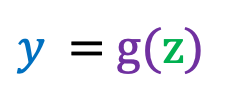 y = g(z)